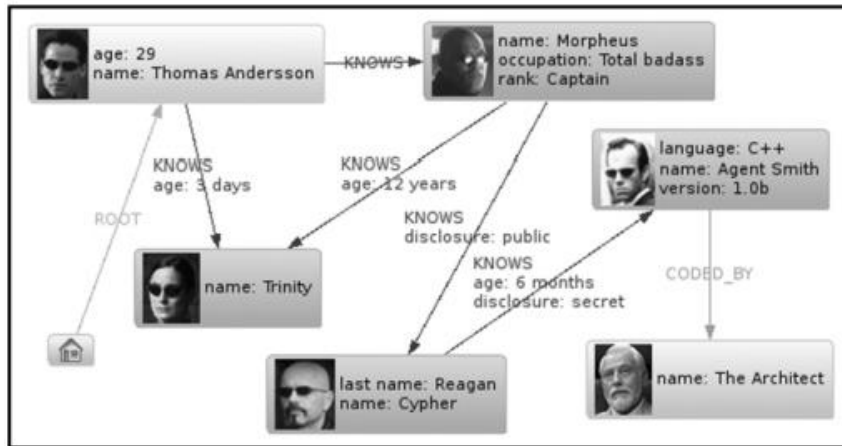 age: 29
name: Thomas Andersson
KNOWS
name: Morpheus
occupation: Total badass
rank: Captain
language: C++
name: Agent Smith
version: 1.0b
KNOWS
age: 3 days
KNOWS
age: 12 years
ROOT
KNOWS
disclosure: public
name: Trinity
KNOWS
age: 6 months
disclosure: secret
CODED_BY
last name: Reagan
name: Cypher
name: The Architect